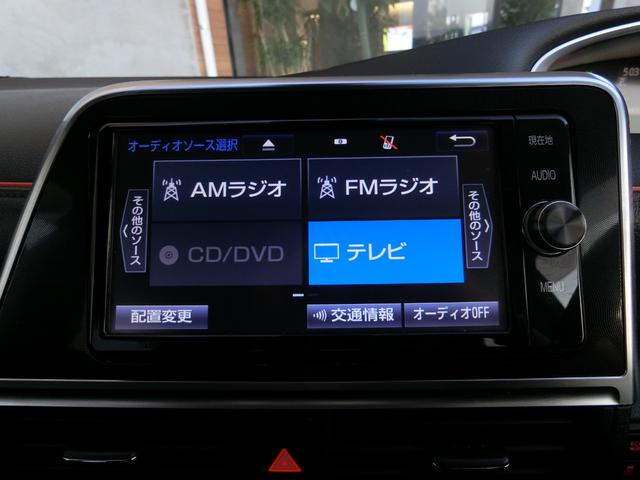 オーディオソース選択
現在地
AUDIO
MENU
AMラジオ
FMラジオ
その他のソース
CD/DVD
テレビ
その他のソース
配置変更
交通情報
オーディオOFF
503